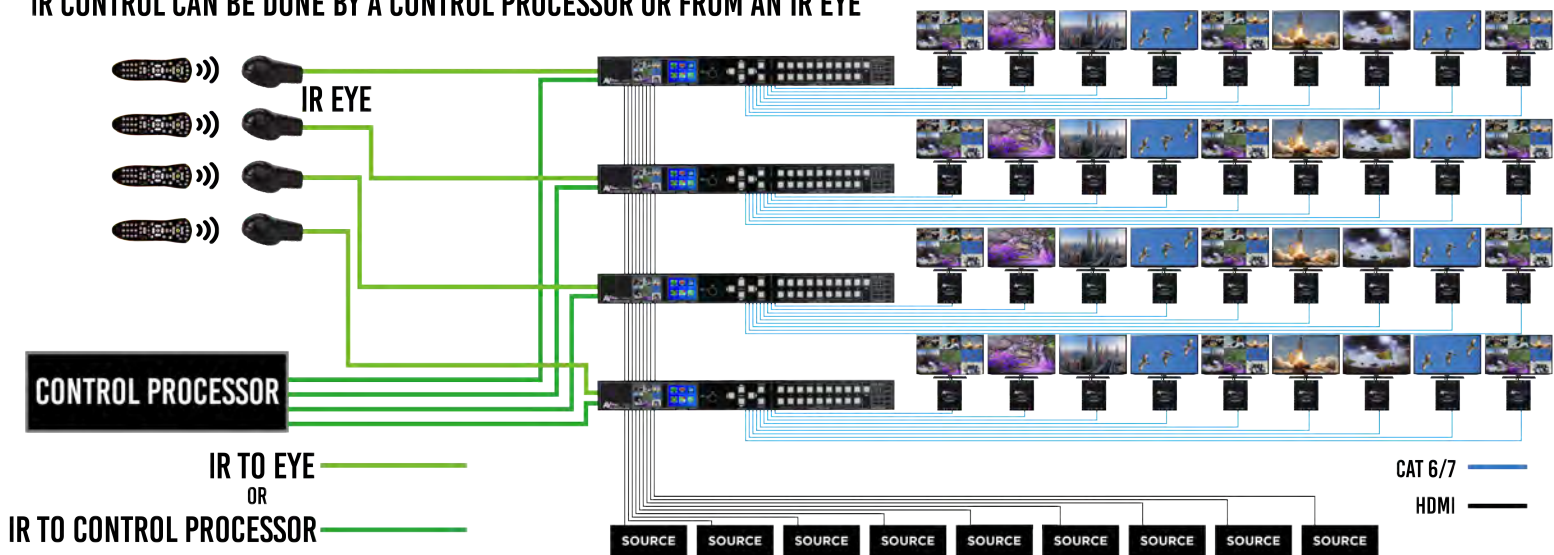 IR CONTROL CAN BE DONE BY A CONTROL PROCESSOR OR FROM AN IR EYE
IR EYE
CONTROL PROCESSOR
IR TO EYE
OR
IR TO CONTROL PROCESSOR
CAT 6/7
HDMI
SOURCE SOURCE SOURCE SOURCE SOURCE SOURCE SOURCE SOURCE SOURCE